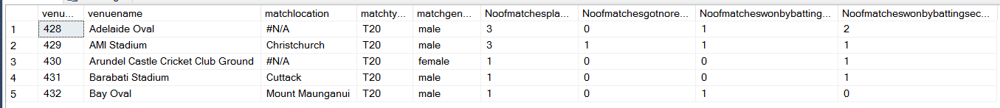 venu... venuename matchlocation matchty... matchgen... Noofmatchespla... Noofmatchesgotnore... Noofmatcheswonbybatting... Noofmatcheswonbybattingsec...
1 428 Adelaide Oval #N/A T20 male 3 0 1 2
2 429 AMI Stadium Christchurch T20 male 3 1 1 1
3 430 Arundel Castle Cricket Club Ground #N/A T20 female 1 0 0 1
4 431 Barabati Stadium Cuttack T20 male 1 0 0 1
5 432 Bay Oval Mount Maunganui T20 male 1 0 1 0